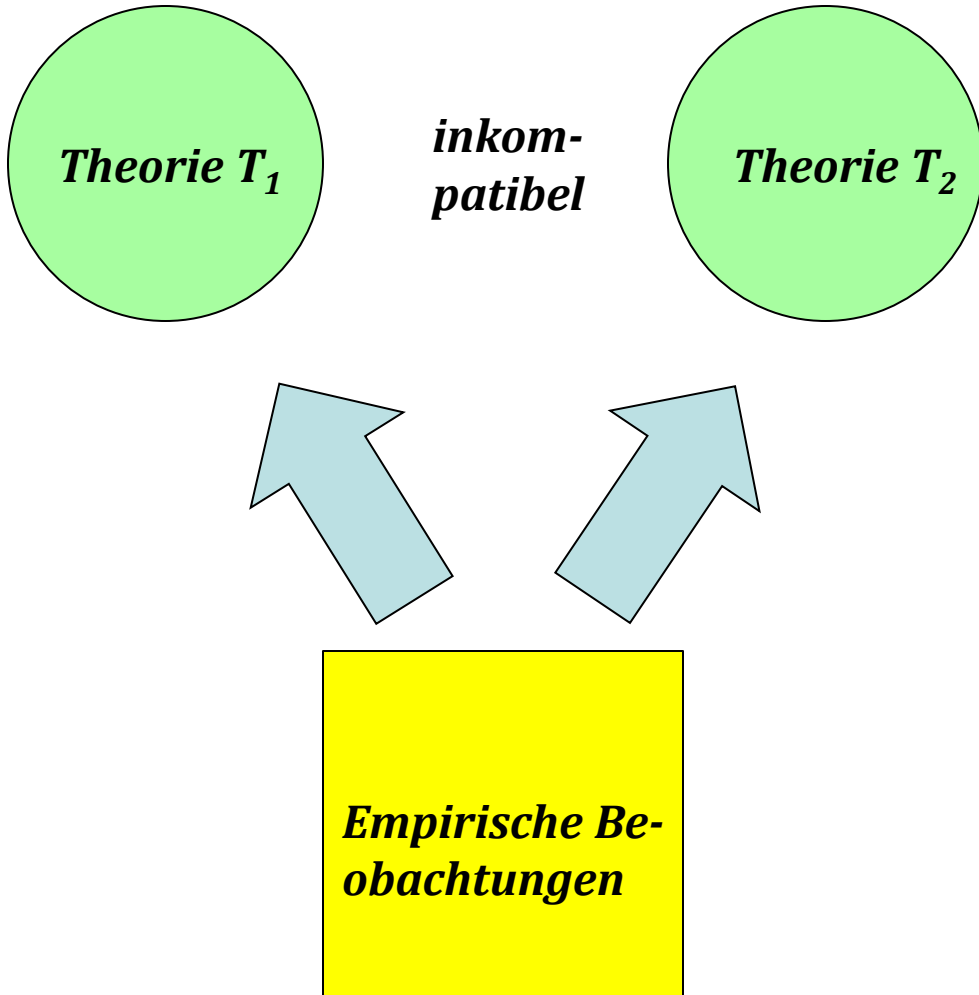 Theorie T₁
inkom-
patibel
Theorie T₂
Empirische Be-
obachtungen